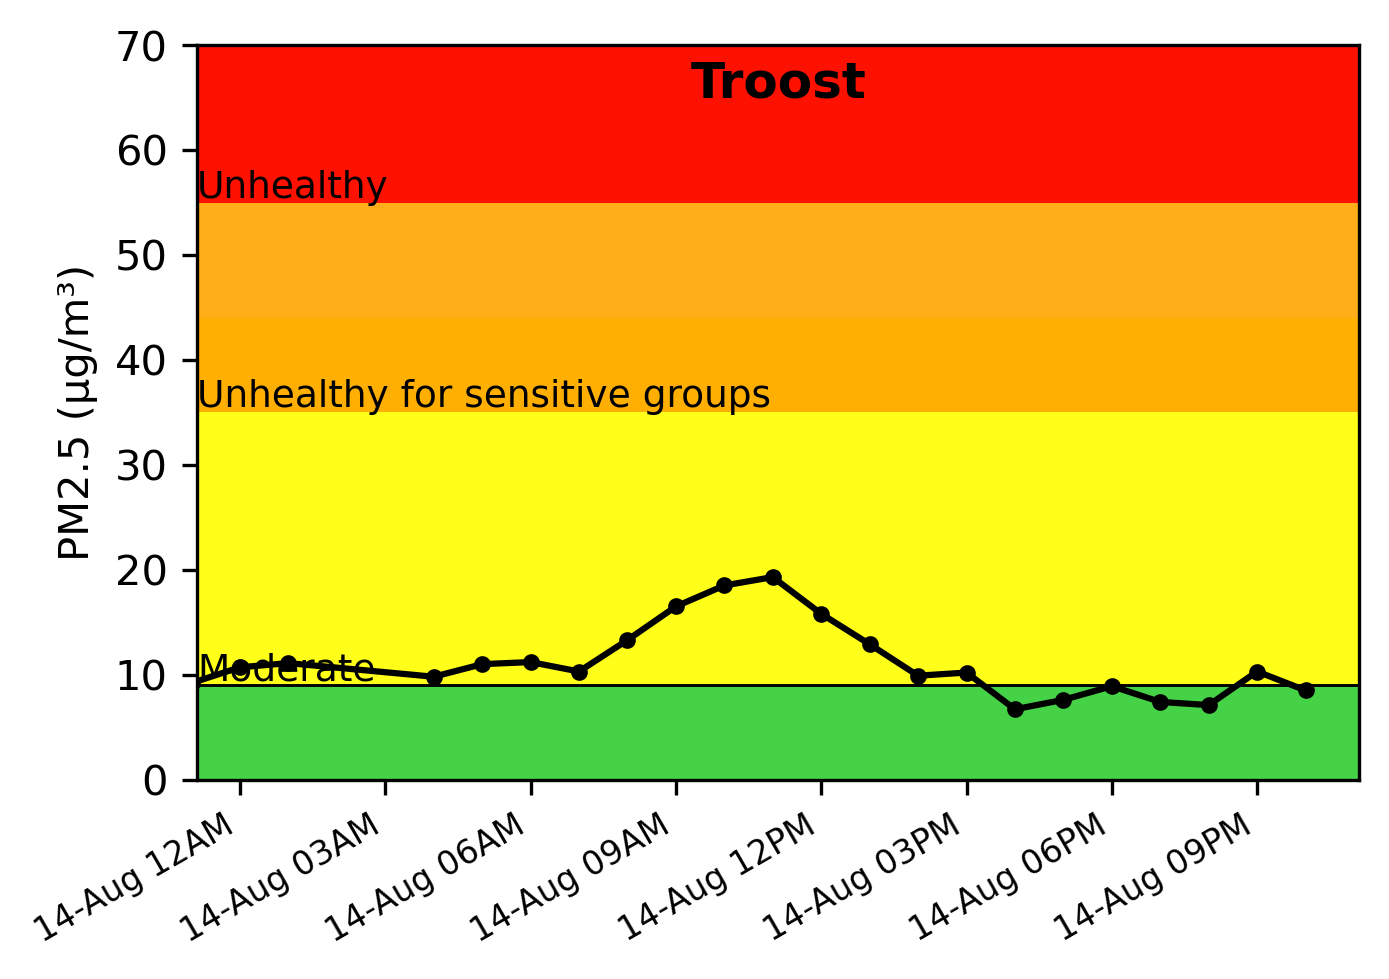 Troost
70
60
50
40
30
20
10
0
PM2.5 (µg/m³)
Unhealthy
Unhealthy for sensitive groups
Moderate
14-Aug 12AM
14-Aug 03AM
14-Aug 06AM
14-Aug 09AM
14-Aug 12PM
14-Aug 03PM
14-Aug 06PM
14-Aug 09PM